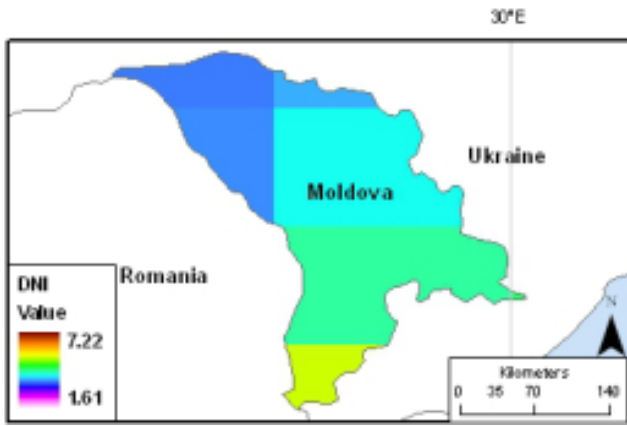 30°E
Ukraine
Moldova
Romania
DNI
Value
7.22
1.61
N
Kilometers
0 35 70 140